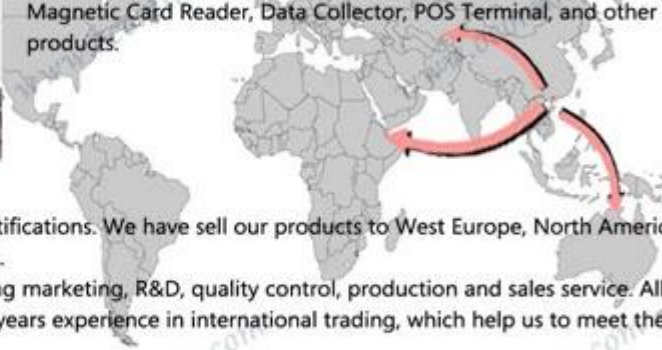 Magnetic Card Reader, Data Collector, POS Terminal, and other
products.
tifications. We have sell our products to West Europe, North Americ
.
ng marketing, R&D, quality control, production and sales service. All
years experience in international trading, which help us to meet the